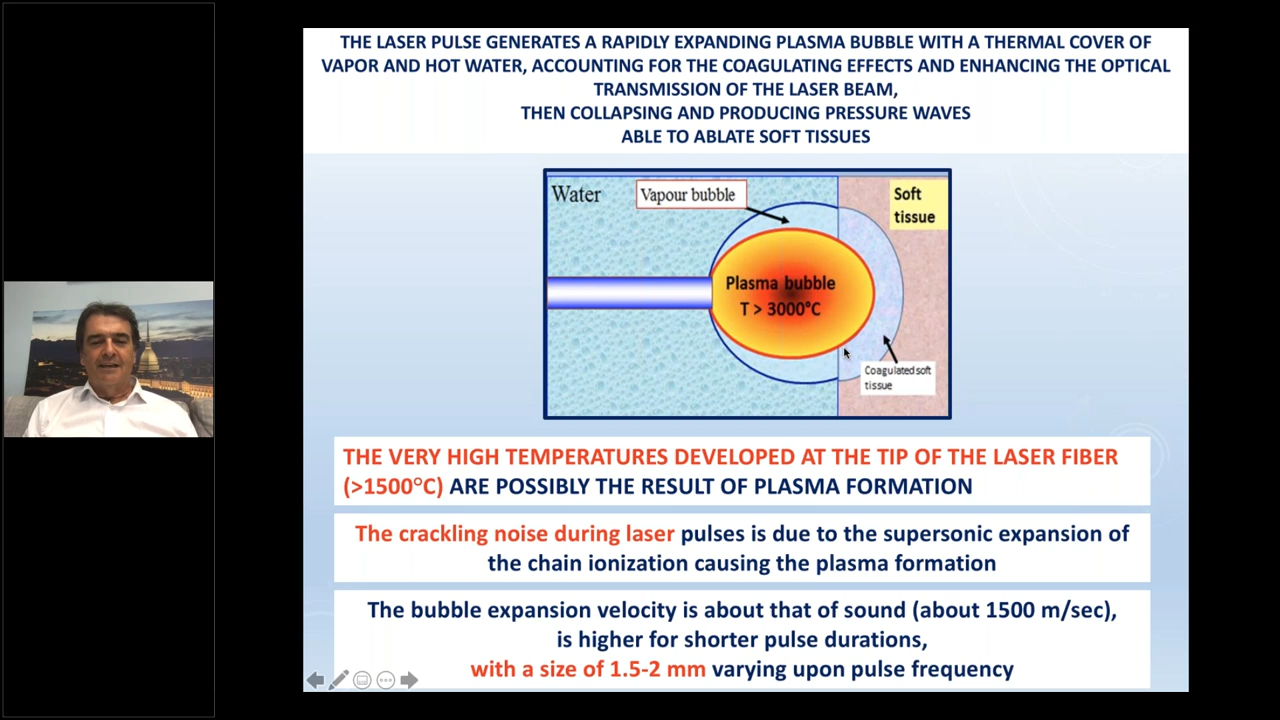 THE LASER PULSE GENERATES A RAPIDLY EXPANDING PLASMA BUBBLE WITH A THERMAL COVER OF
VAPOR AND HOT WATER, ACCOUNTING FOR THE COAGULATING EFFECTS AND ENHANCING THE OPTICAL
TRANSMISSION OF THE LASER BEAM,
THEN COLLAPSING AND PRODUCING PRESSURE WAVES
ABLE TO ABLATE SOFT TISSUES
Water
Vapour bubble
Soft
tissue
Plasma bubble
T > 3000°C
Coagulated soft
tissue
THE VERY HIGH TEMPERATURES DEVELOPED AT THE TIP OF THE LASER FIBER
(>1500°C) ARE POSSIBLY THE RESULT OF PLASMA FORMATION
The crackling noise during laser pulses is due to the supersonic expansion of
the chain ionization causing the plasma formation
The bubble expansion velocity is about that of sound (about 1500 m/sec),
is higher for shorter pulse durations,
with a size of 1.5-2 mm varying upon pulse frequency